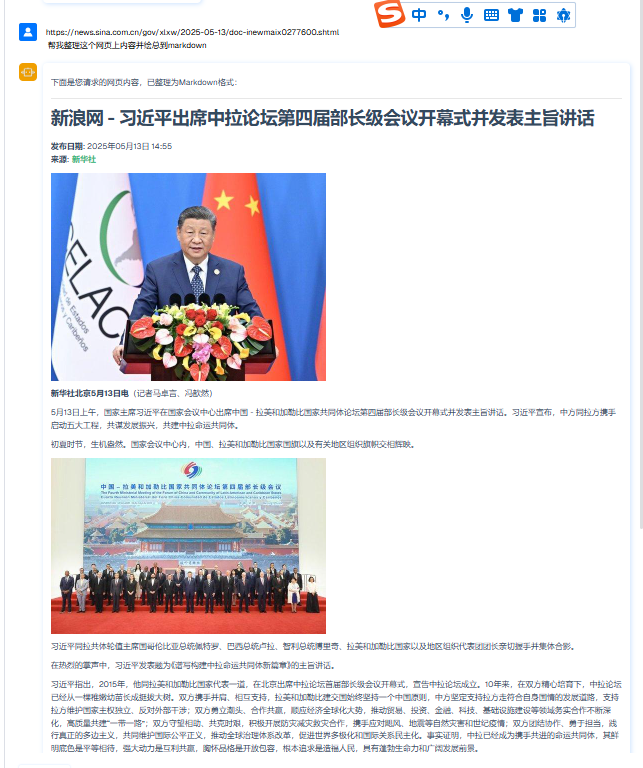 中
https://news.sina.com.cn/gov/xlxw/2025-05-13/doc-inewmaix0277600.shtml
帮我整理这个网页上内容并绘总到markdown
下面是您请求的网页内容，已整理为Markdown格式：
新浪网 - 习近平出席中拉论坛第四届部长级会议开幕式并发表主旨讲话
发布日期: 2025年05月13日 14:55
来源: 新华社
CELAC
新华社北京5月13日电（记者马卓言、冯歆然）
5月13日上午，国家主席习近平在国家会议中心出席中国－拉美和加勒比国家共同体论坛第四届部长级会议开幕式并发表主旨讲话。习近平宣布，中方同拉方携手
启动五大工程，共谋发展振兴，共建中拉命运共同体。
初夏时节，生机盎然。国家会议中心内，中国、拉美和加勒比国家国旗以及有关地区组织旗帜交相辉映。
中国－拉美和加勒比国家共同体论坛第四届部长级会议
习近平同拉共体轮值主席国哥伦比亚总统佩特罗、巴西总统卢拉、智利总统博里奇、拉美和加勒比国家以及地区组织代表团团长亲切握手并集体合影。
在热烈的掌声中，习近平发表题为《谱写构建中拉命运共同体新篇章》的主旨讲话。
习近平指出，2015年，他同拉美和加勒比国家代表一道，在北京出席中拉论坛首届部长级会议开幕式，宣告中拉论坛成立。10年来，在双方精心培育下，中拉论坛
已经从一棵稚嫩幼苗长成挺拔大树。双方携手并肩、相互支持，拉美和加勒比建交国始终坚持一个中国原则，中方坚定支持拉方走符合自身国情的发展道路，支持
拉方维护国家主权独立、反对外部干涉；双方勇立潮头、合作共赢，顺应经济全球化大势，推动贸易、投资、金融、科技、基础设施建设等领域务实合作不断深
化，高质量共建“一带一路”；双方守望相助、共克时艰，积极开展防灾减灾救灾合作，携手应对飓风、地震等自然灾害和世纪疫情；双方团结协作、勇于担当，践
行真正的多边主义，共同维护国际公平正义，推动全球治理体系改革，促进世界多极化和国际关系民主化。事实证明，中拉已经成为携手共进的命运共同体，其鲜
明底色是平等相待，强大动力是互利共赢，胸怀品格是开放包容，根本追求是造福人民，具有蓬勃生命力和广阔发展前景。